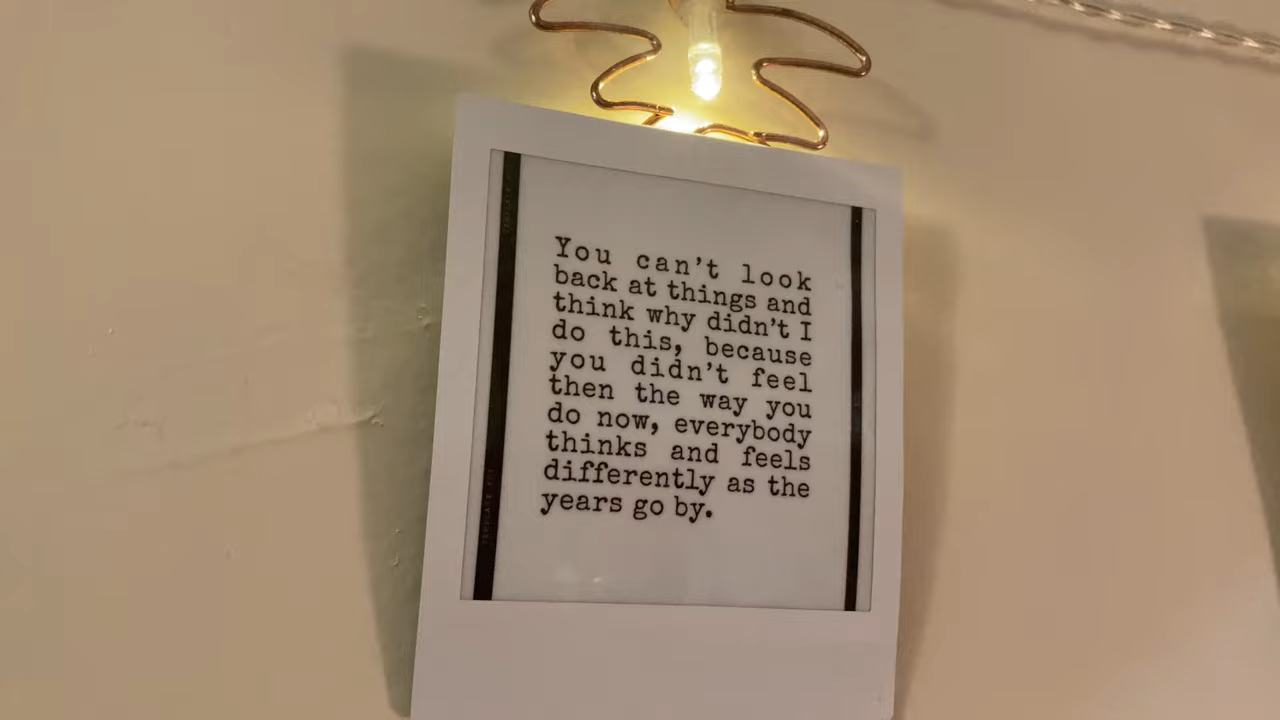 You can't look
back at things and
think why didn't I
do this, because
you didn't feel
then the way you
do now, everybody
thinks and feels
differently as the
years go by.